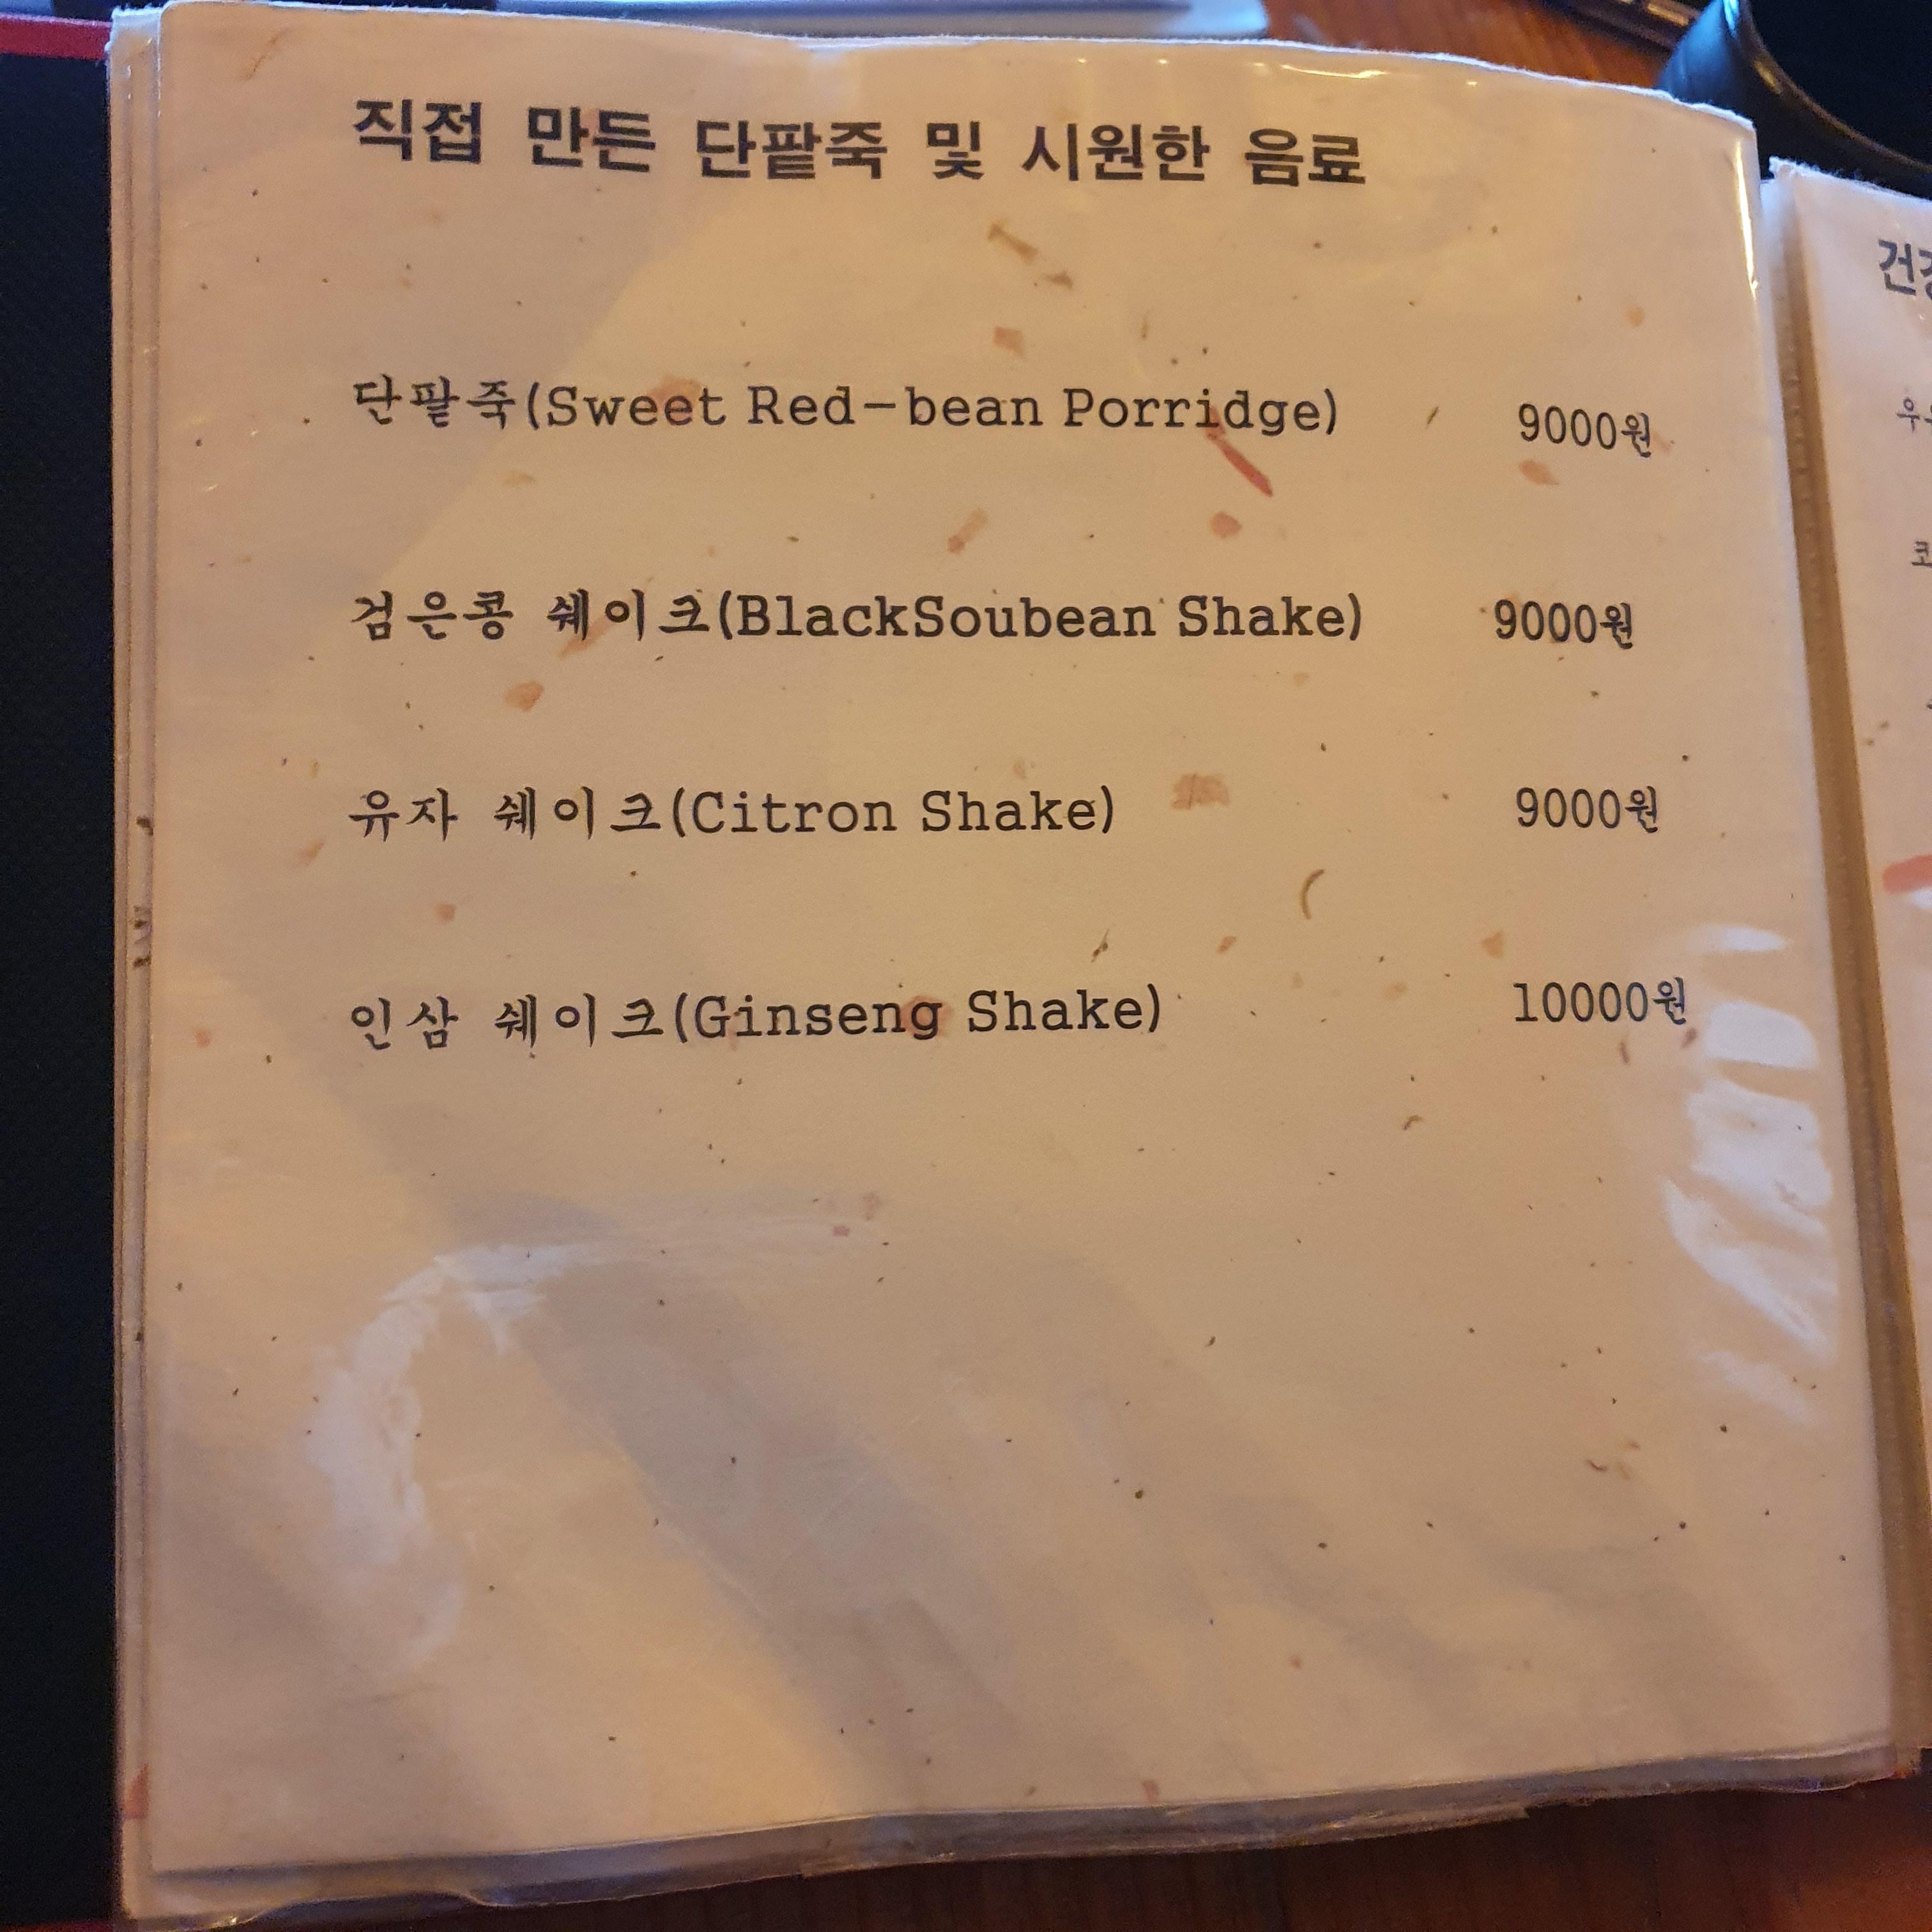 직접 만든 단팥죽 및 시원한 음료
단팥죽(Sweet Red-bean Porridge) 9000원
검은콩 쉐이크(BlackSoubean Shake) 9000원
유자 쉐이크(Citron Shake) 9000원
인삼 쉐이크(Ginseng Shake) 10000원